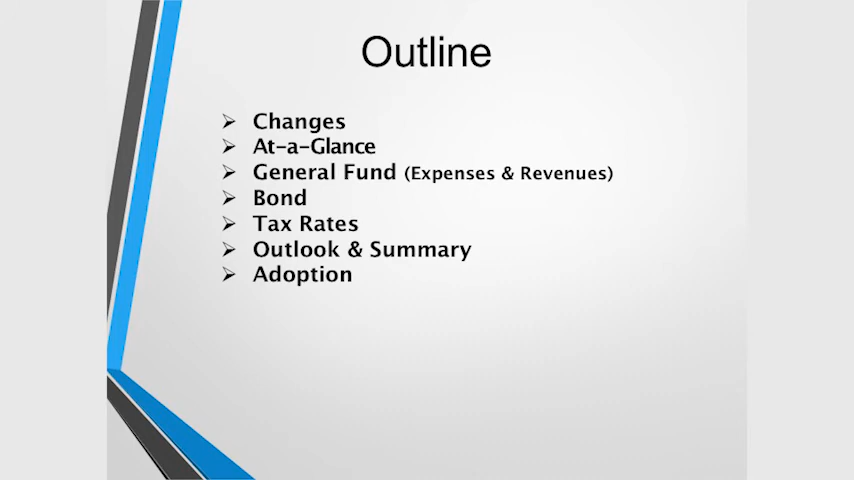 Outline
➢ Changes
➢ At-a-Glance
➢ General Fund (Expenses & Revenues)
➢ Bond
➢ Tax Rates
➢ Outlook & Summary
➢ Adoption